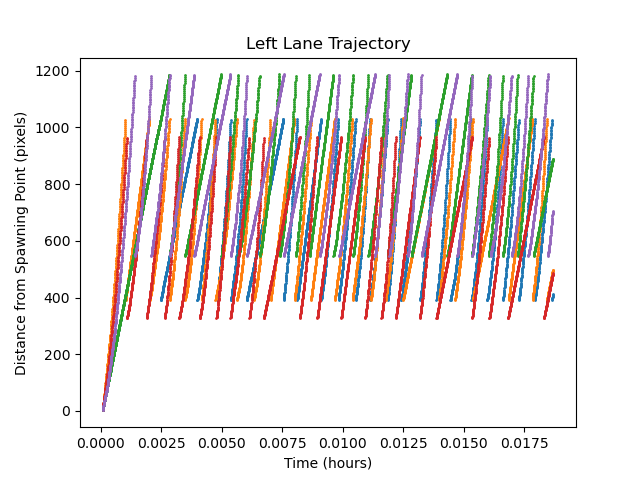 Left Lane Trajectory
Distance from Spawning Point (pixels)
1200
1000
800
600
400
200
0
0.0000 0.0025 0.0050 0.0075 0.0100 0.0125 0.0150 0.0175
Time (hours)